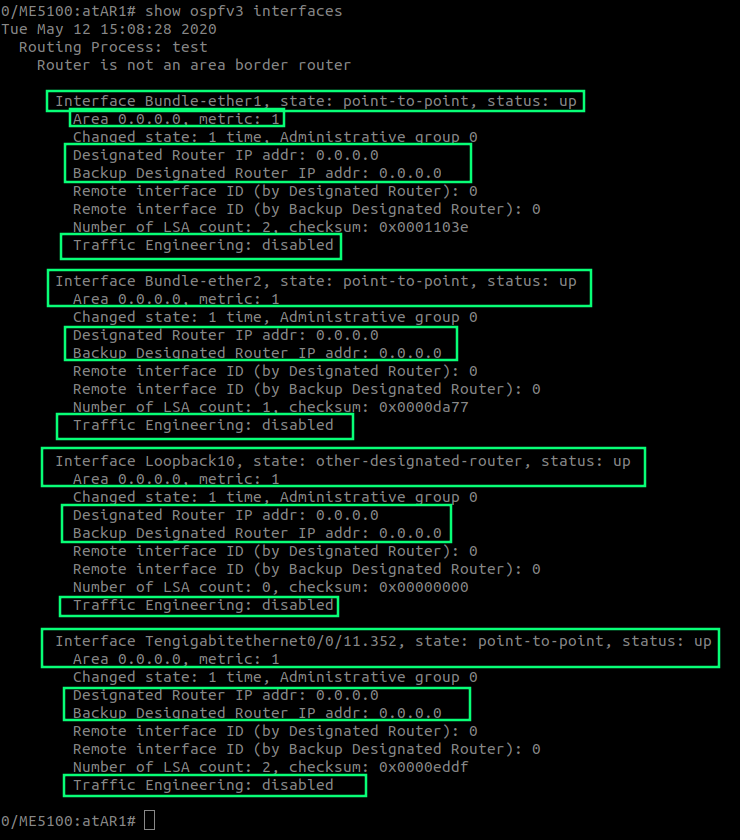 0/ME5100:atAR1# show ospfv3 interfaces
Tue May 12 15:08:28 2020
Routing Process: test
Router is not an area border router
Interface Bundle-ether1, state: point-to-point, status: up
Area 0.0.0.0, metric: 1
Changed state: 1 time, Administrative group 0
Designated Router IP addr: 0.0.0.0
Backup Designated Router IP addr: 0.0.0.0
Remote interface ID (by Designated Router): 0
Remote interface ID (by Backup Designated Router): 0
Number of LSA count: 2, checksum: 0x0001103e
Traffic Engineering: disabled
Interface Bundle-ether2, state: point-to-point, status: up
Area 0.0.0.0, metric: 1
Changed state: 1 time, Administrative group 0
Designated Router IP addr: 0.0.0.0
Backup Designated Router IP addr: 0.0.0.0
Remote interface ID (by Designated Router): 0
Remote interface ID (by Backup Designated Router): 0
Number of LSA count: 1, checksum: 0x0000da77
Traffic Engineering: disabled
Interface Loopback10, state: other-designated-router, status: up
Area 0.0.0.0, metric: 1
Changed state: 1 time, Administrative group 0
Designated Router IP addr: 0.0.0.0
Backup Designated Router IP addr: 0.0.0.0
Remote interface ID (by Designated Router): 0
Remote interface ID (by Backup Designated Router): 0
Number of LSA count: 0, checksum: 0x00000000
Traffic Engineering: disabled
Interface Tengigabitethernet0/0/11.352, state: point-to-point, status: up
Area 0.0.0.0, metric: 1
Changed state: 1 time, Administrative group 0
Designated Router IP addr: 0.0.0.0
Backup Designated Router IP addr: 0.0.0.0
Remote interface ID (by Designated Router): 0
Remote interface ID (by Backup Designated Router): 0
Number of LSA count: 2, checksum: 0x0000eddf
Traffic Engineering: disabled
0/ME5100:atAR1#